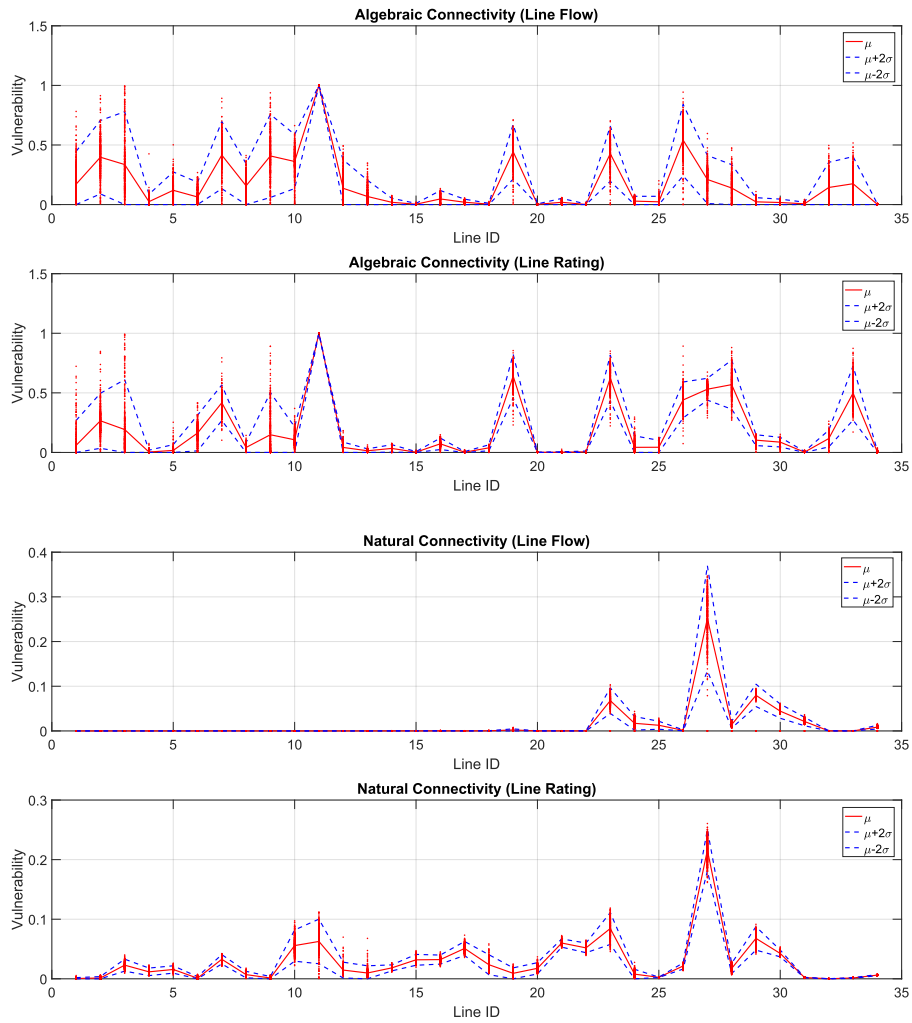 Algebraic Connectivity (Line Flow)
1.5
1
0.5
0
Vulnerability
μ
μ+2σ
μ-2σ
0 5 10 15 20 25 30 35
Line ID
Algebraic Connectivity (Line Rating)
1.5
1
0.5
0
Vulnerability
μ
μ+2σ
μ-2σ
0 5 10 15 20 25 30 35
Line ID
Natural Connectivity (Line Flow)
0.4
0.3
0.2
0.1
0
Vulnerability
μ
μ+2σ
μ-2σ
0 5 10 15 20 25 30 35
Line ID
Natural Connectivity (Line Rating)
0.3
0.2
0.1
0
Vulnerability
μ
μ+2σ
μ-2σ
0 5 10 15 20 25 30 35
Line ID